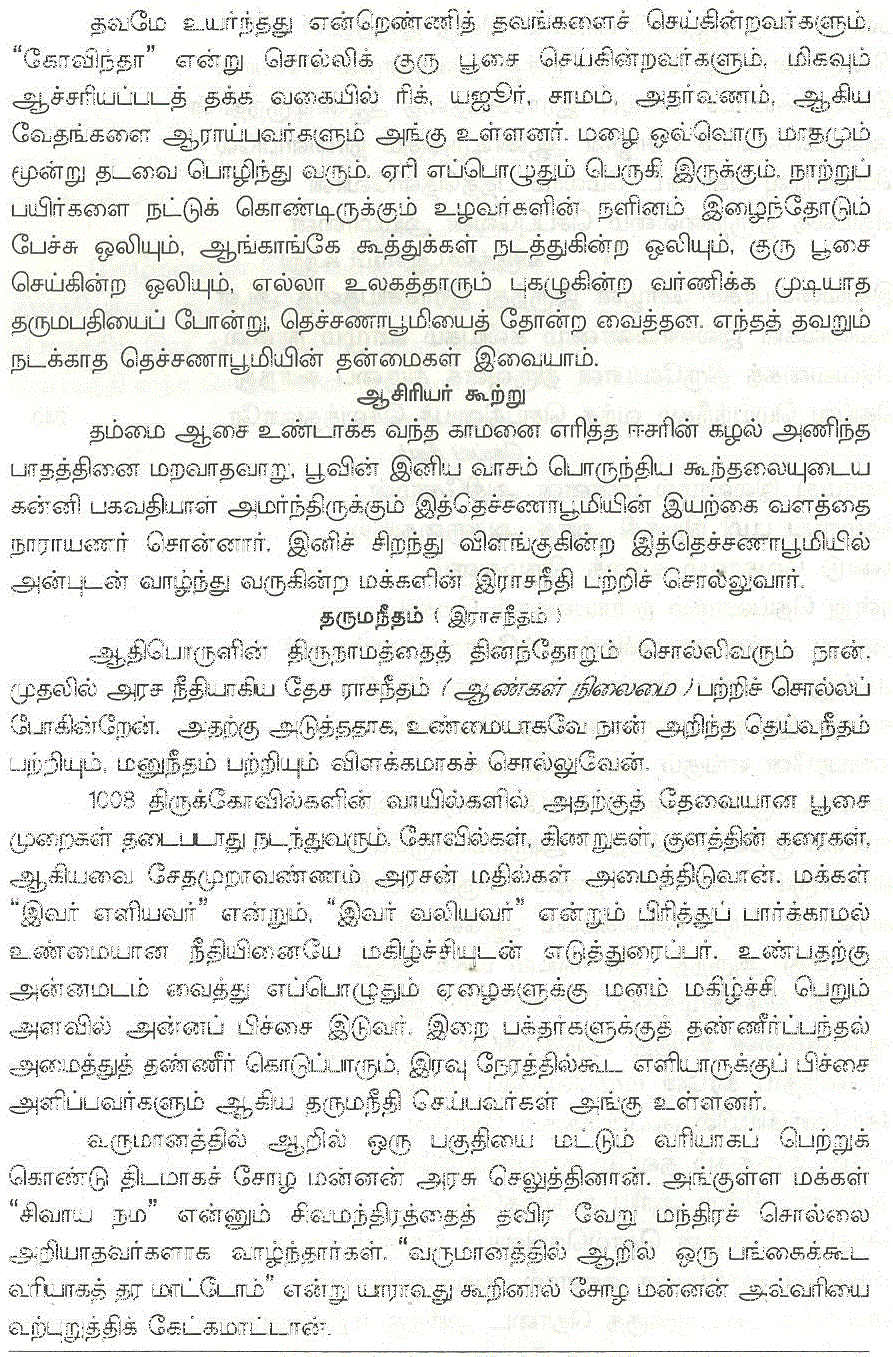 தவமே உயர்ந்தது என்றெண்ணித் தவங்களைச் செய்கின்றவர்களும்,
“கோவிந்தா” என்று சொல்லிக் குரு பூசை செய்கின்றவர்களும், மிகவும்
ஆச்சரியப்படத் தக்க வகையில் ரிக், யஜூர், சாமம், அதர்வணம், ஆகிய
வேதங்களை ஆராய்பவர்களும் அங்கு உள்ளனர். மழை ஒவ்வொரு மாதமும்
மூன்று தடவை பொழிந்து வரும். ஏரி எப்பொழுதும் பெருகி இருக்கும். நாற்றுப்
பயிர்களை நட்டுக் கொண்டிருக்கும் உழவர்களின் நளினம் இழைந்தோடும்
பேச்சு ஒலியும், ஆங்காங்கே கூத்துக்கள் நடத்துகின்ற ஒலியும், குரு பூசை
செய்கின்ற ஒலியும், எல்லா உலகத்தாரும் புகழுகின்ற வர்ணிக்க முடியாத
தருமபதியைப் போன்று, தெச்சணாபூமியைத் தோன்ற வைத்தன. எந்தத் தவறும்
நடக்காத தெச்சணாபூமியின் தன்மைகள் இவையாம்.
ஆசிரியர் கூற்று
தம்மை ஆசை உண்டாக்க வந்த காமனை எரித்த ஈசரின் கழல் அணிந்த
பாதத்தினை மறவாதவாறு, பூவின் இனிய வாசம் பொருந்திய கூந்தலையுடைய
கன்னி பகவதியாள் அமர்ந்திருக்கும் இத்தெச்சணாபூமியின் இயற்கை வளத்தை
நாராயணர் சொன்னார். இனிச் சிறந்து விளங்குகின்ற இத்தெச்சணாபூமியில்
அன்புடன் வாழ்ந்து வருகின்ற மக்களின் இராசநீதி பற்றிச் சொல்லுவார்.
தருமநீதம் ( இராசநீதம் )
ஆதிபொருளின் திருநாமத்தைத் தினந்தோறும் சொல்லிவரும் நான்.
முதலில் அரச நீதியாகிய தேச ராசநீதம் ( ஆண்கள் நிலைமை ) பற்றிச் சொல்லப்
போகின்றேன். அதற்கு அடுத்ததாக, உண்மையாகவே நான் அறிந்த தெய்வநீதம்
பற்றியும், மனுநீதம் பற்றியும் விளக்கமாகச் சொல்லுவேன்.
1008 திருக்கோவில்களின் வாயில்களில் அதற்குத் தேவையான பூசை
முறைகள் தடைபடாது நடந்துவரும். கோவில்கள், கிணறுகள், குளத்தின் கரைகள்,
ஆகியவை சேதமுறாவண்ணம் அரசன் மதில்கள் அமைத்திடுவான். மக்கள்
“இவர் எளியவர்” என்றும், “இவர் வலியவர்” என்றும் பிரித்துப் பார்க்காமல்
உண்மையான நீதியினையே மகிழ்ச்சியுடன் எடுத்துரைப்பர். உண்பதற்கு
அன்னமடம் வைத்து எப்பொழுதும் ஏழைகளுக்கு மனம் மகிழ்ச்சி பெறும்
அளவில் அன்னப் பிச்சை இடுவர். இறை பக்தர்களுக்குத் தண்ணீர்ப்பந்தல்
அமைத்துத் தண்ணீர் கொடுப்பாரும், இரவு நேரத்தில்கூட எளியாருக்குப் பிச்சை
அளிப்பவர்களும் ஆகிய தருமநீதி செய்பவர்கள் அங்கு உள்ளனர்.
வருமானத்தில் ஆறில் ஒரு பகுதியை மட்டும் வரியாகப் பெற்றுக்
கொண்டு திடமாகச் சோழ மன்னன் அரசு செலுத்தினான். அங்குள்ள மக்கள்
“சிவாய நம” என்னும் சிவமந்திரத்தைத் தவிர வேறு மந்திரச் சொல்லை
அறியாதவர்களாக வாழ்ந்தார்கள். “வருமானத்தில் ஆறில் ஒரு பங்கைக்கூட
வரியாகத் தர மாட்டோம்” என்று யாராவது கூறினால் சோழ மன்னன் அவ்வரியை
வற்புறுத்திக் கேட்கமாட்டான்.